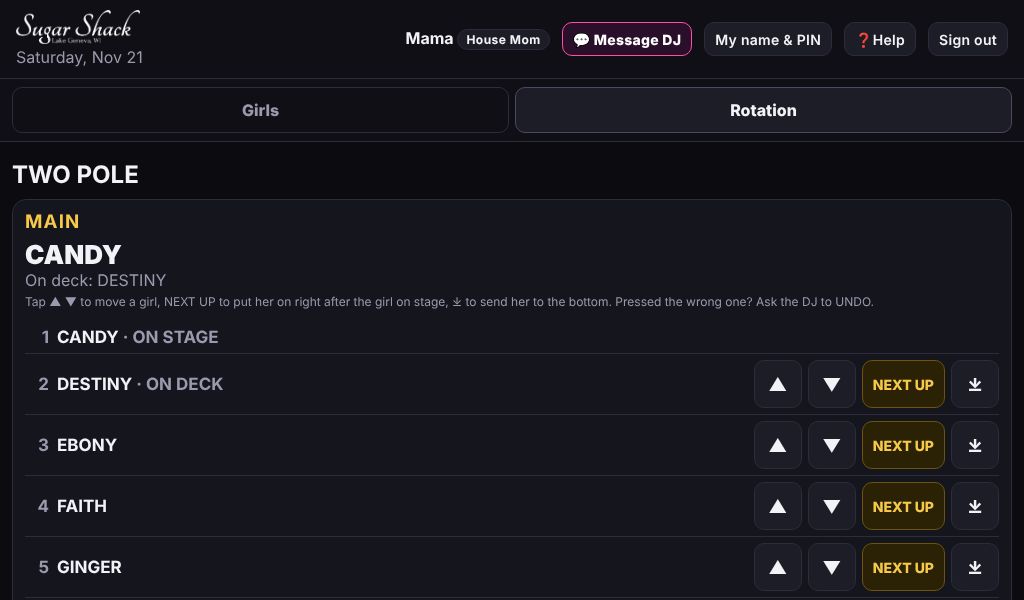 Sugar Shack
Lake Geneva, WI
Saturday, Nov 21
Mama House Mom
💬 Message DJ
My name & PIN
❓Help
Sign out
Girls
Rotation
TWO POLE
MAIN
CANDY
On deck: DESTINY
Tap ▲ ▼ to move a girl, NEXT UP to put her on right after the girl on stage, ⤓ to send her to the bottom. Pressed the wrong one? Ask the DJ to UNDO.
1 CANDY · ON STAGE
2 DESTINY · ON DECK ▲ ▼ NEXT UP ⤓
3 EBONY ▲ ▼ NEXT UP ⤓
4 FAITH ▲ ▼ NEXT UP ⤓
5 GINGER ▲ ▼ NEXT UP ⤓